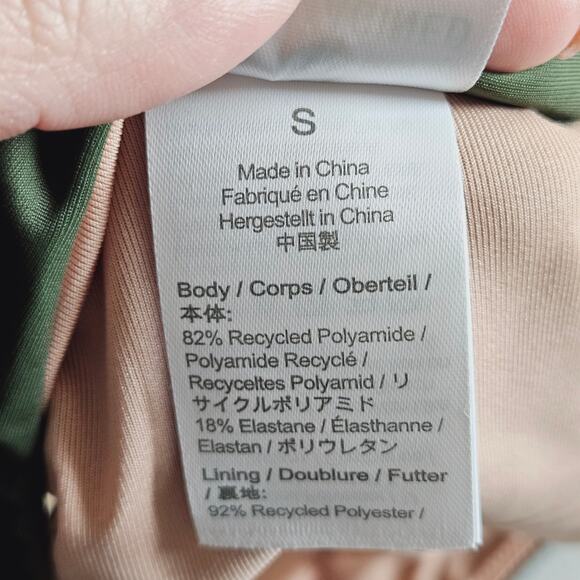 S
Made in China
Fabriqué en Chine
Hergestellt in China
中国製
Body / Corps / Oberteil /
本体:
82% Recycled Polyamide /
Polyamide Recyclé /
Recyceltes Polyamid / リ
サイクルポリアミド
18% Elastane / Élasthanne /
Elastan / ポリウレタン
Lining / Doublure / Futter
/ 裏地:
92% Recycled Polyester /